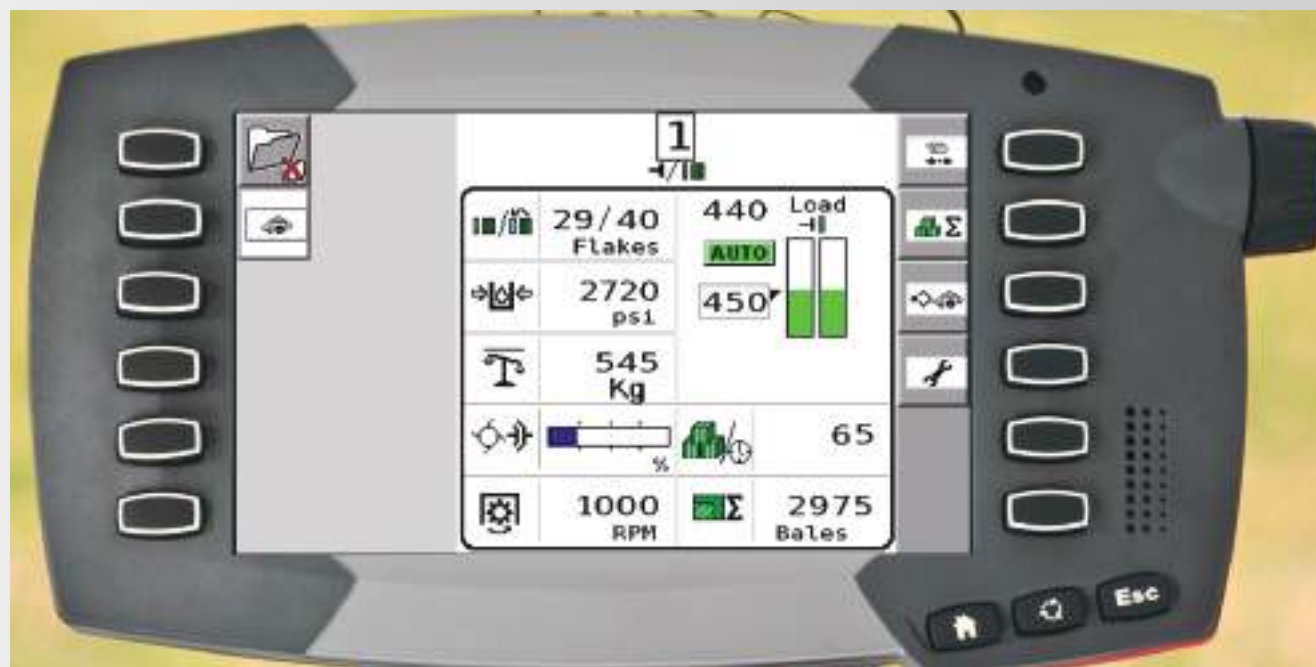 1
29/40
Flakes
440
Load
AUTO
2720
psi
450
545
Kg
%
65
Σ
1000
RPM
Σ
2975
Bales
Esc